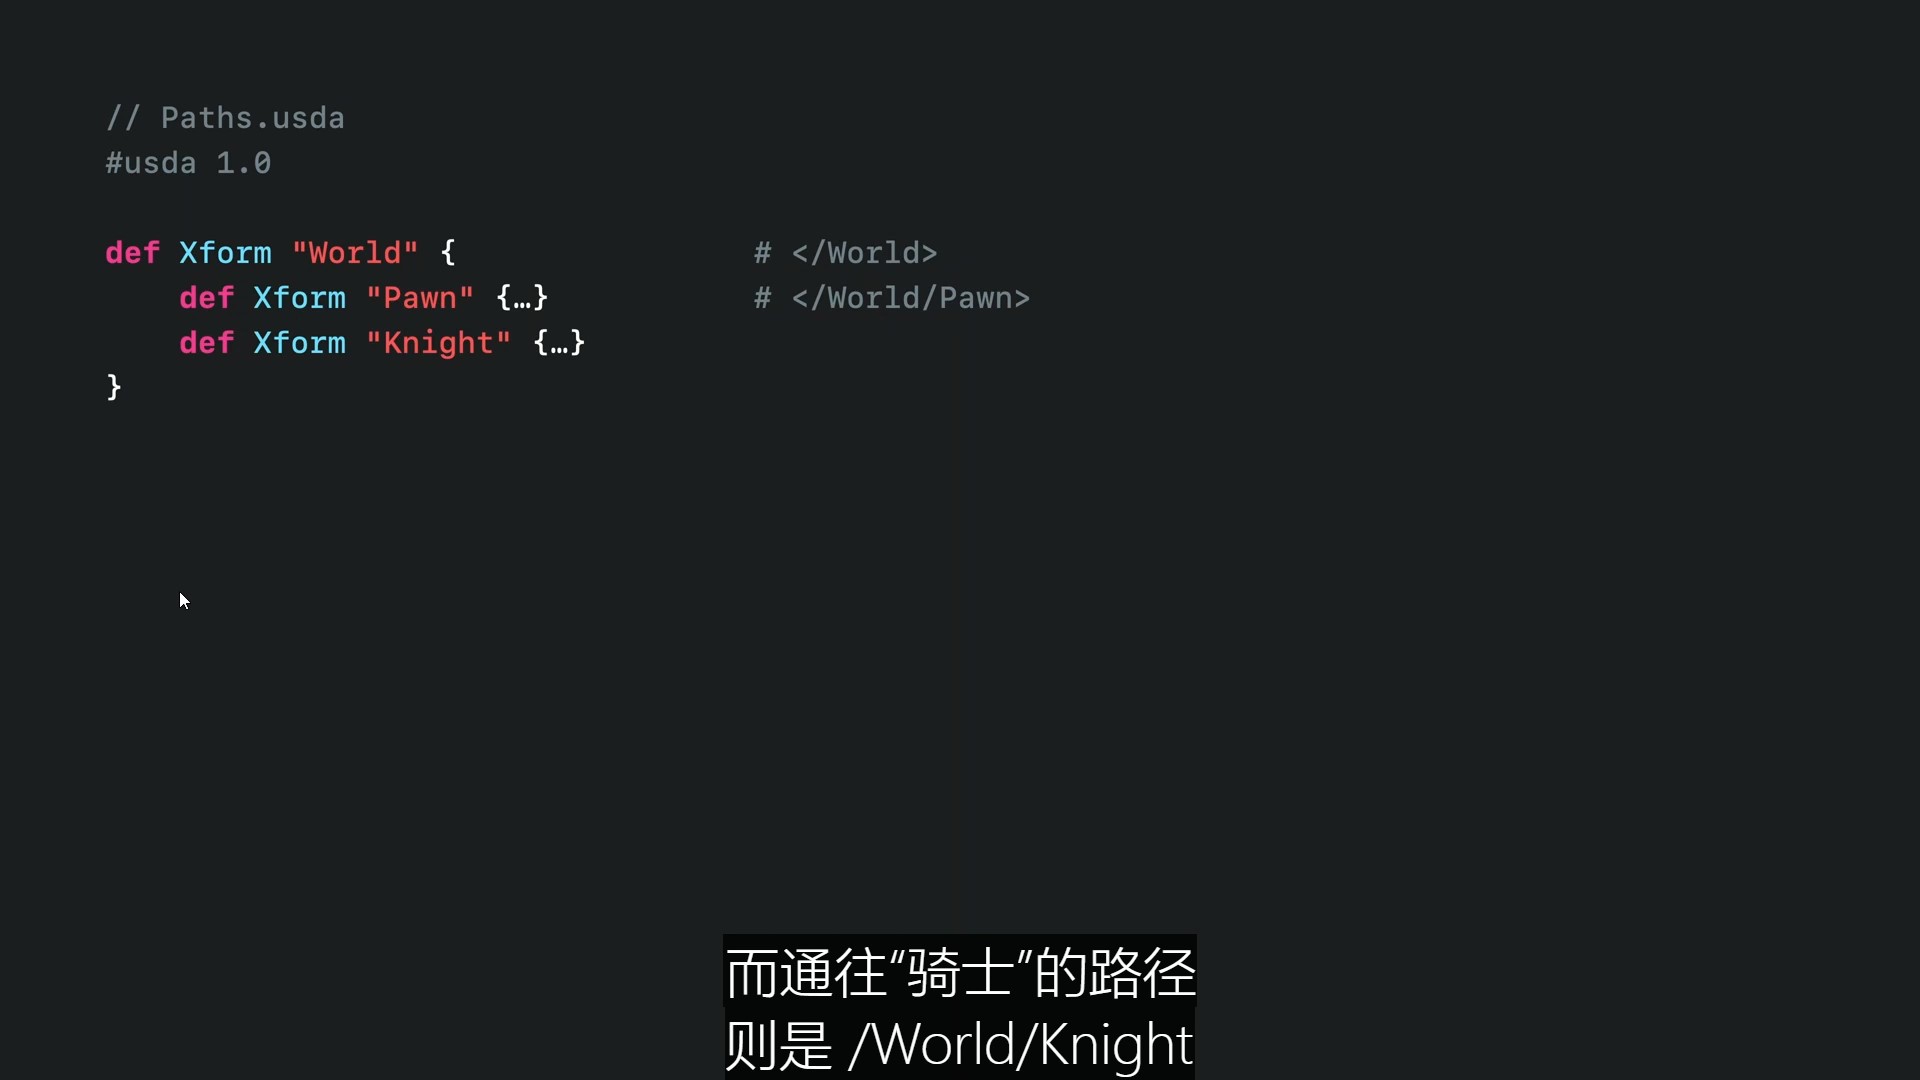 // Paths.usda
#usda 1.0
def Xform "World" { # </World>
def Xform "Pawn" {…} # </World/Pawn>
def Xform "Knight" {…}
}
而通往“骑士”的路径
则是 /World/Knight